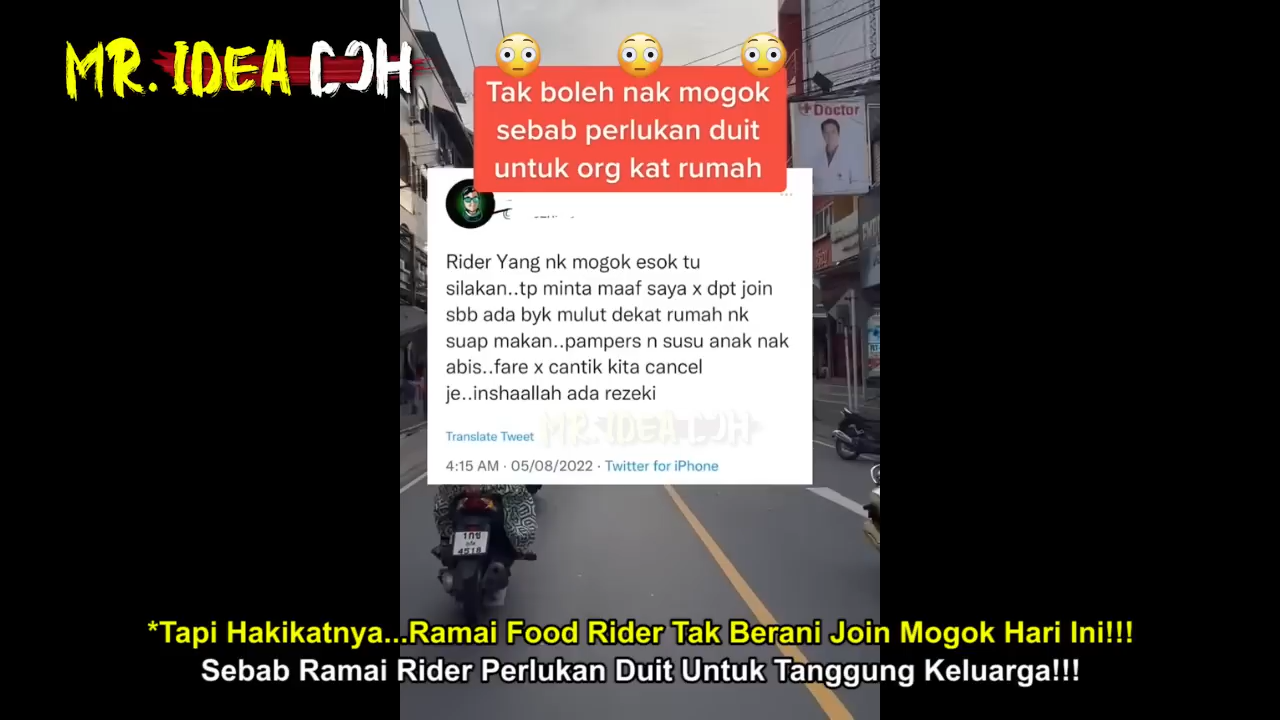 MR. IDEA
Tak boleh nak mogok
sebab perlukan duit
untuk org kat rumah
Doctor
Rider Yang nk mogok esok tu
silakan..tp minta maaf saya x dpt join
sbb ada byk mulut dekat rumah nk
suap makan..pampers n susu anak nak
abis..fare x cantik kita cancel
je..inshaallah ada rezeki
MR. IDEA
Translate Tweet
4:15 AM · 05/08/2022 · Twitter for iPhone
4518
*Tapi Hakikatnya...Ramai Food Rider Tak Berani Join Mogok Hari Ini!!!
Sebab Ramai Rider Perlukan Duit Untuk Tanggung Keluarga!!!